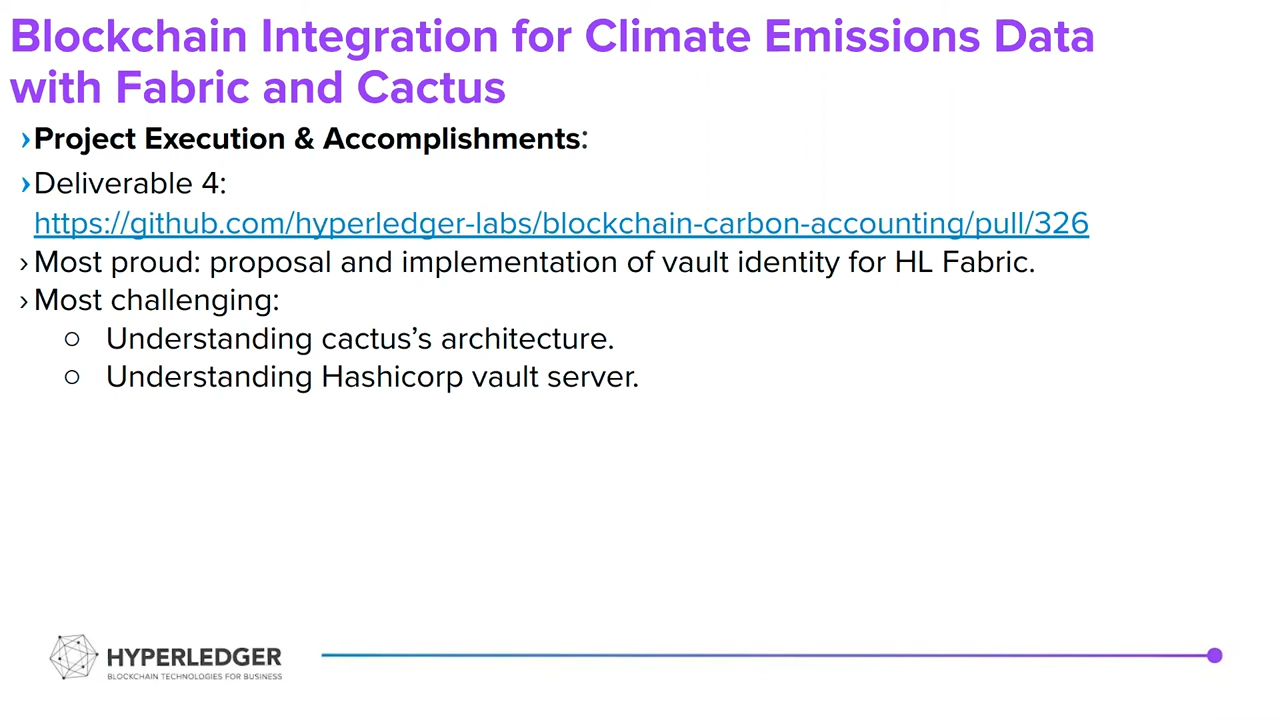 Blockchain Integration for Climate Emissions Data
with Fabric and Cactus
›Project Execution & Accomplishments:
›Deliverable 4:
https://github.com/hyperledger-labs/blockchain-carbon-accounting/pull/326
›Most proud: proposal and implementation of vault identity for HL Fabric.
›Most challenging:
○ Understanding cactus’s architecture.
○ Understanding Hashicorp vault server.
HYPERLEDGER
BLOCKCHAIN TECHNOLOGIES FOR BUSINESS